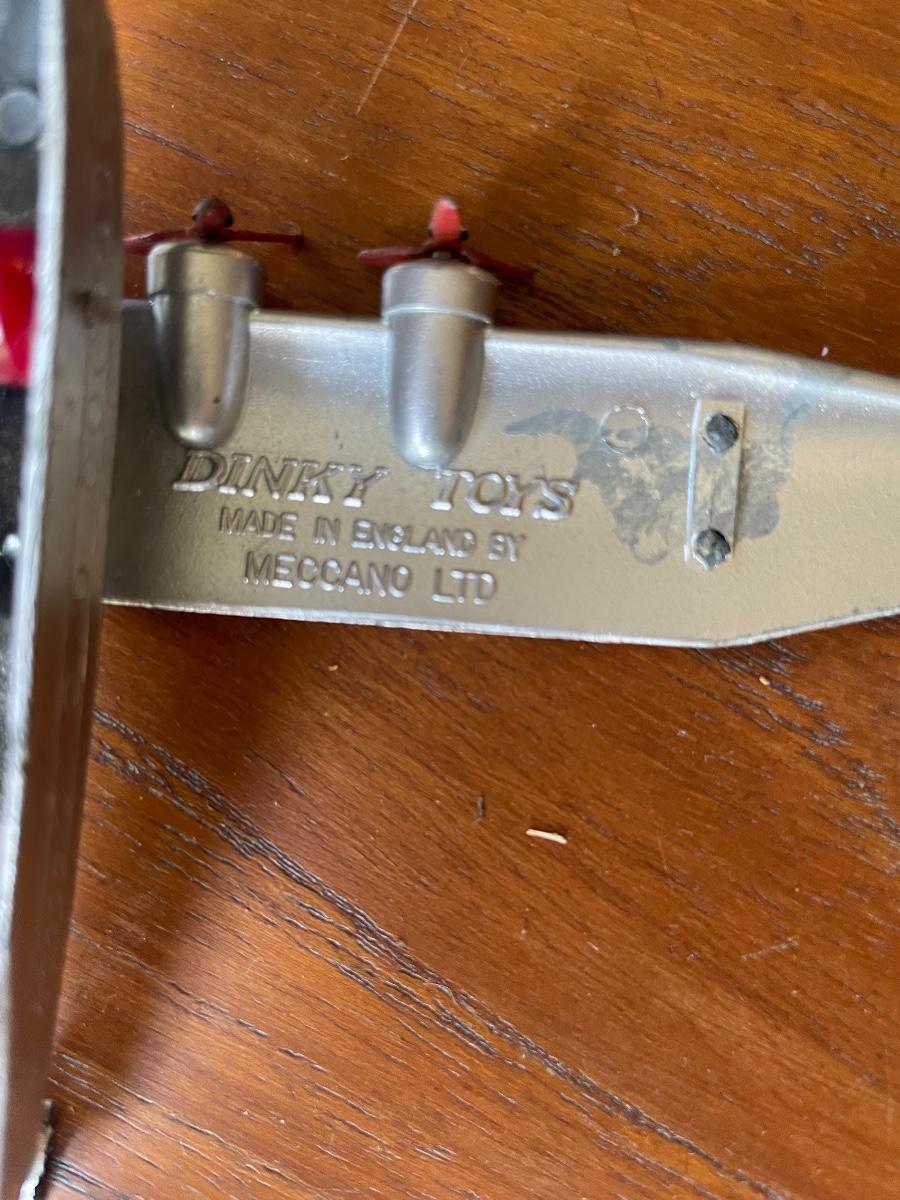 DINKY TOYS
MADE IN ENGLAND BY
MECCANO LTD